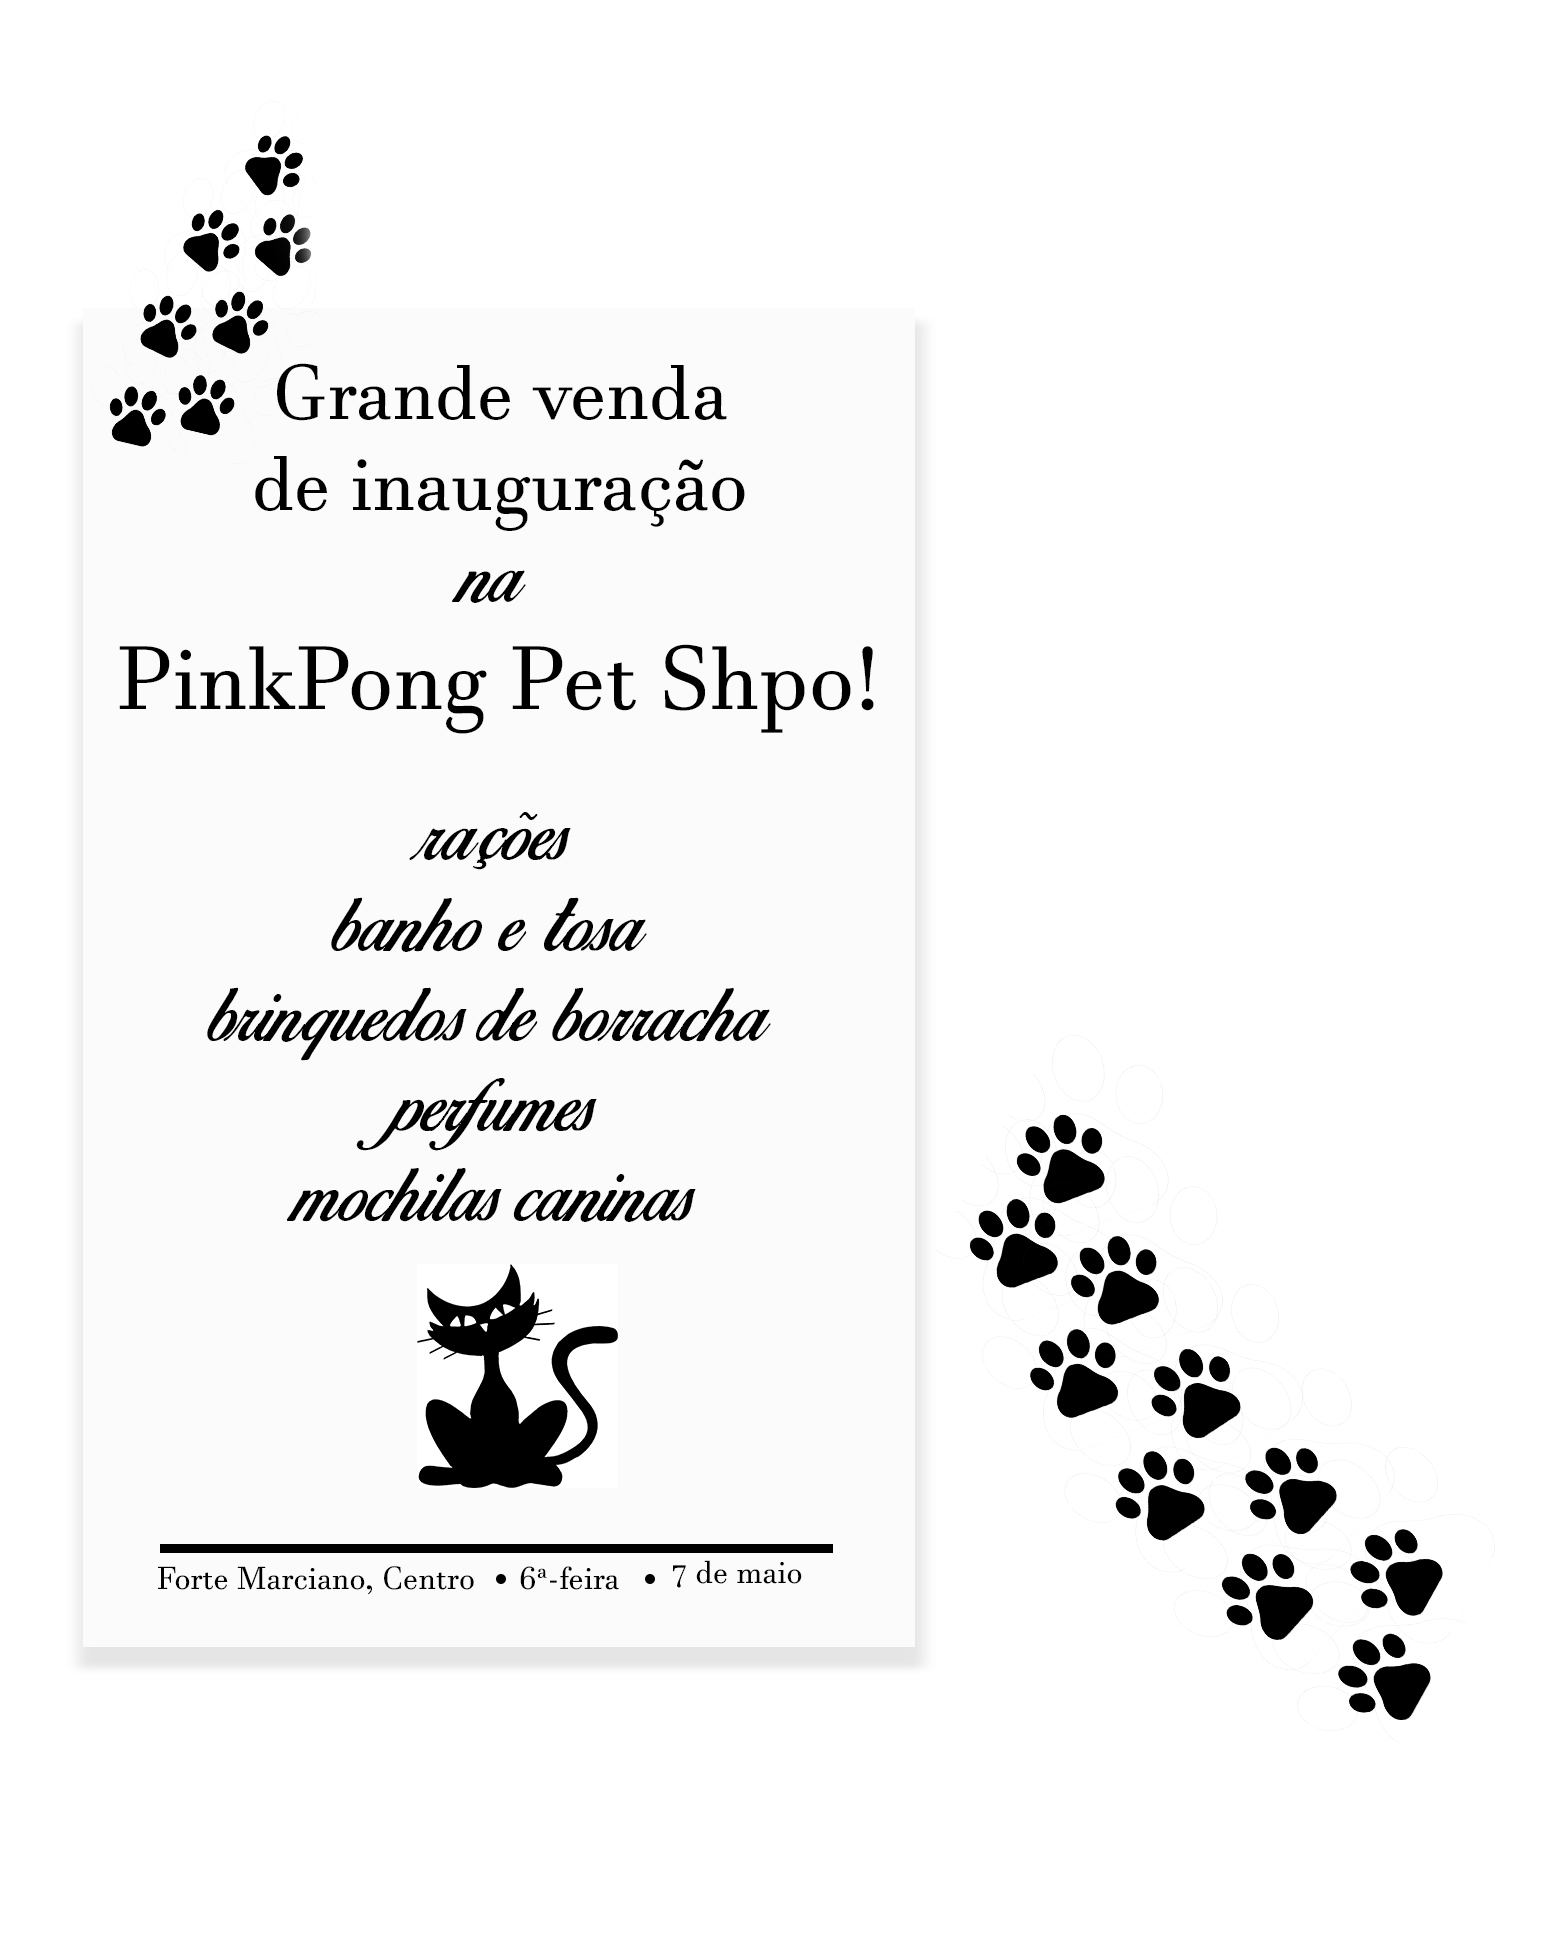 Grande venda
de inauguração
na
PinkPong Pet Shpo!
rações
banho e tosa
brinquedos de borracha
perfumes
mochilas caninas
Forte Marciano, Centro • 6ª-feira • 7 de maio